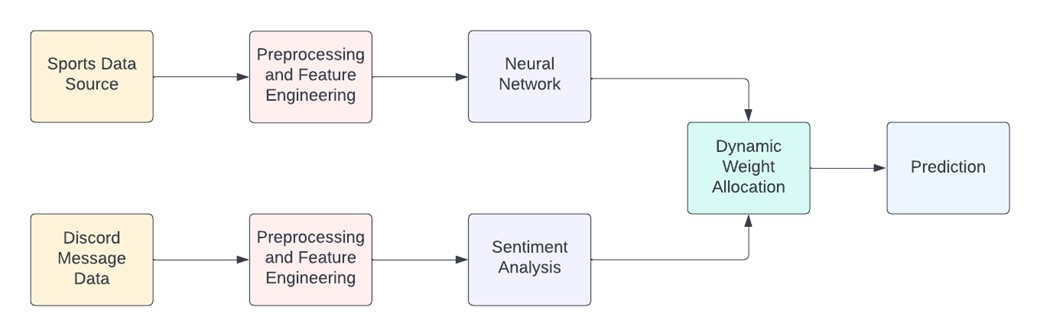 Sports Data
Source
Preprocessing
and Feature
Engineering
Neural
Network
Dynamic
Weight
Allocation
Prediction
Discord
Message
Data
Preprocessing
and Feature
Engineering
Sentiment
Analysis